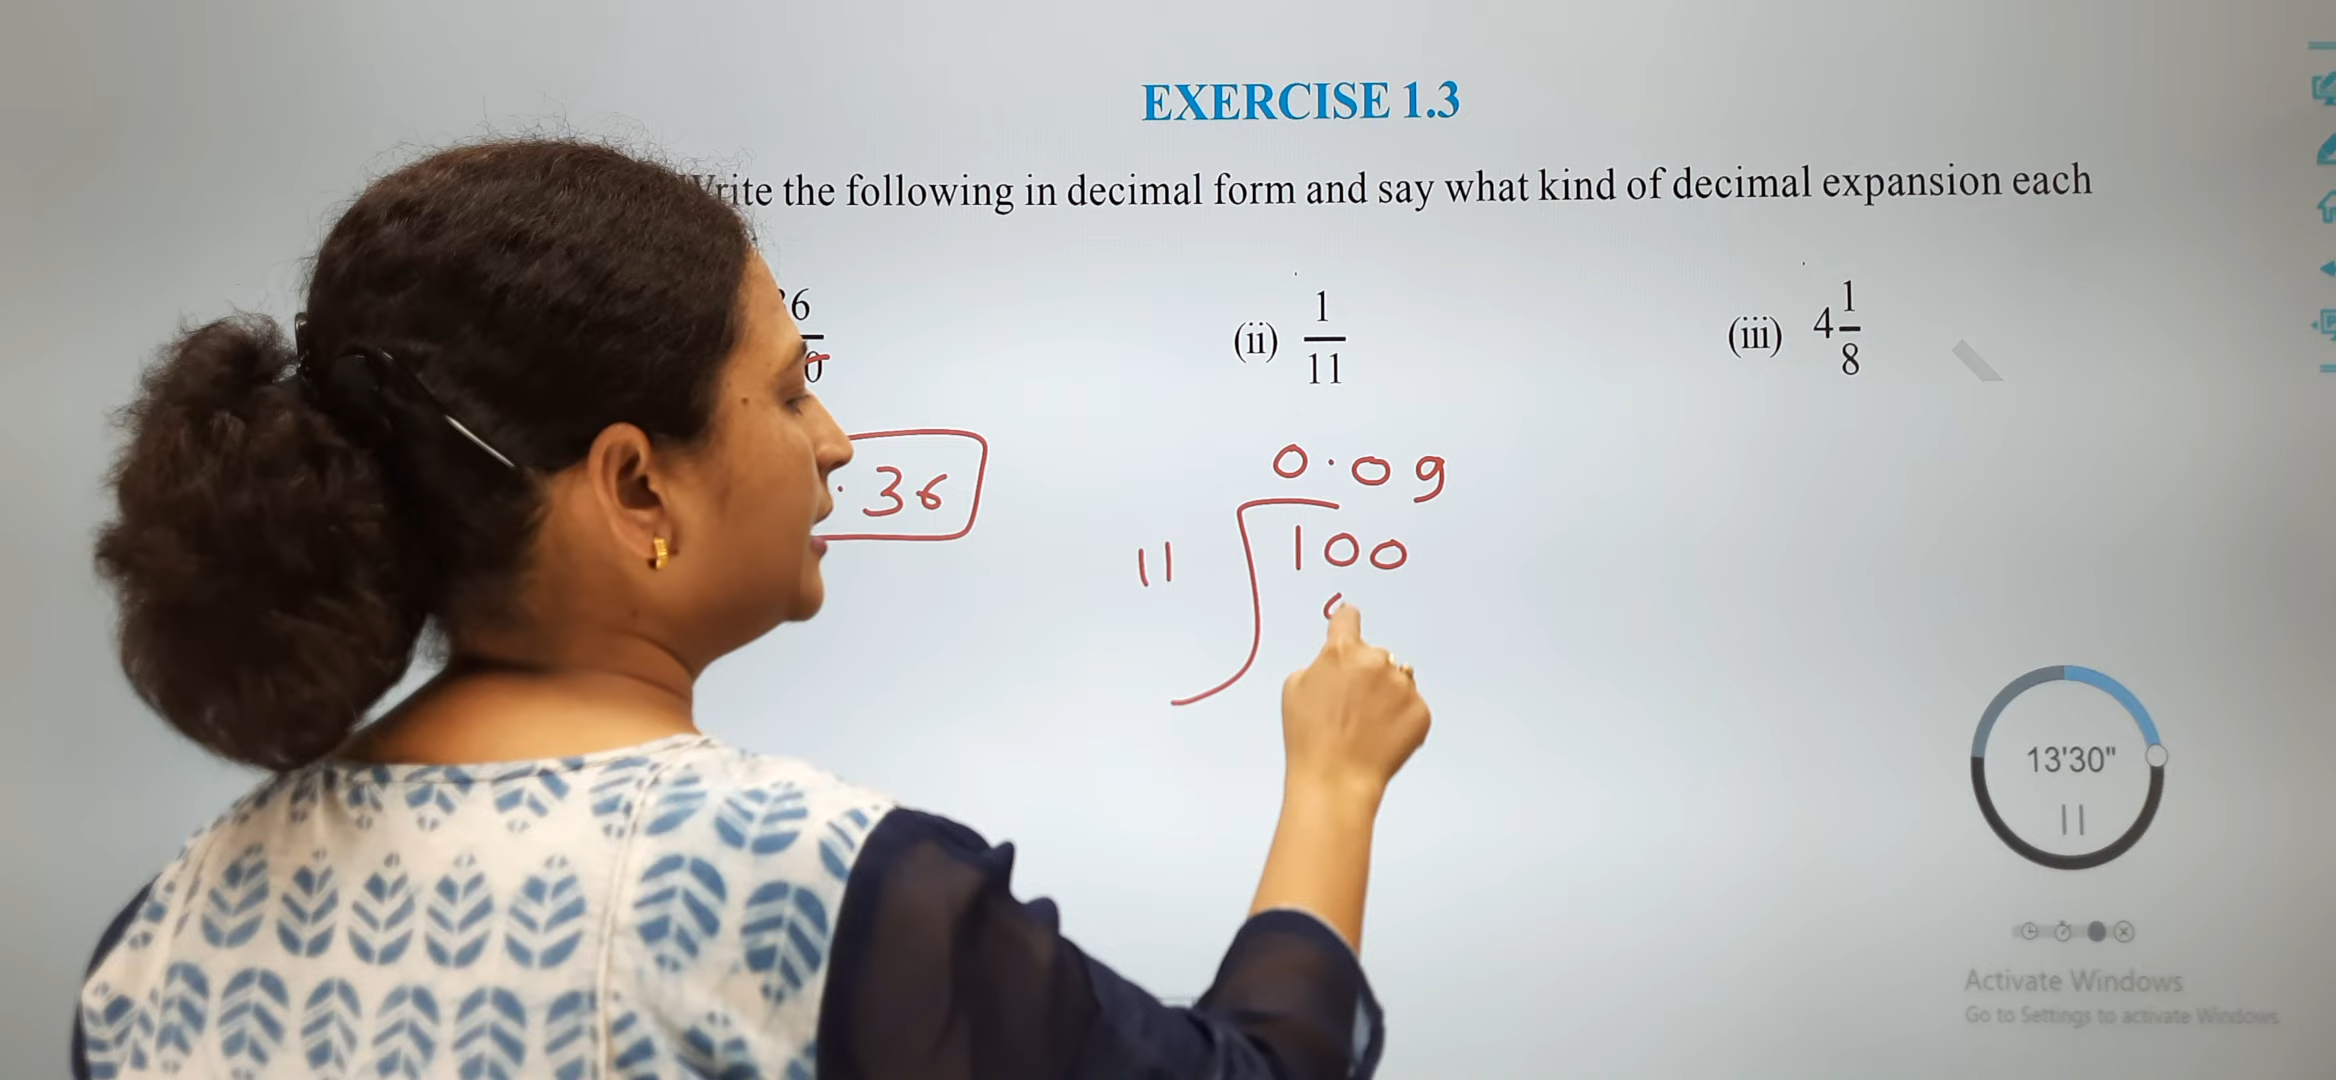 EXERCISE 1.3
rite the following in decimal form and say what kind of decimal expansion each
6
0
(ii) 1
11
(iii) 4 1
8
0.09
.36
100
11
13'30"
Activate Windows
Go to Settings to activate Windows.